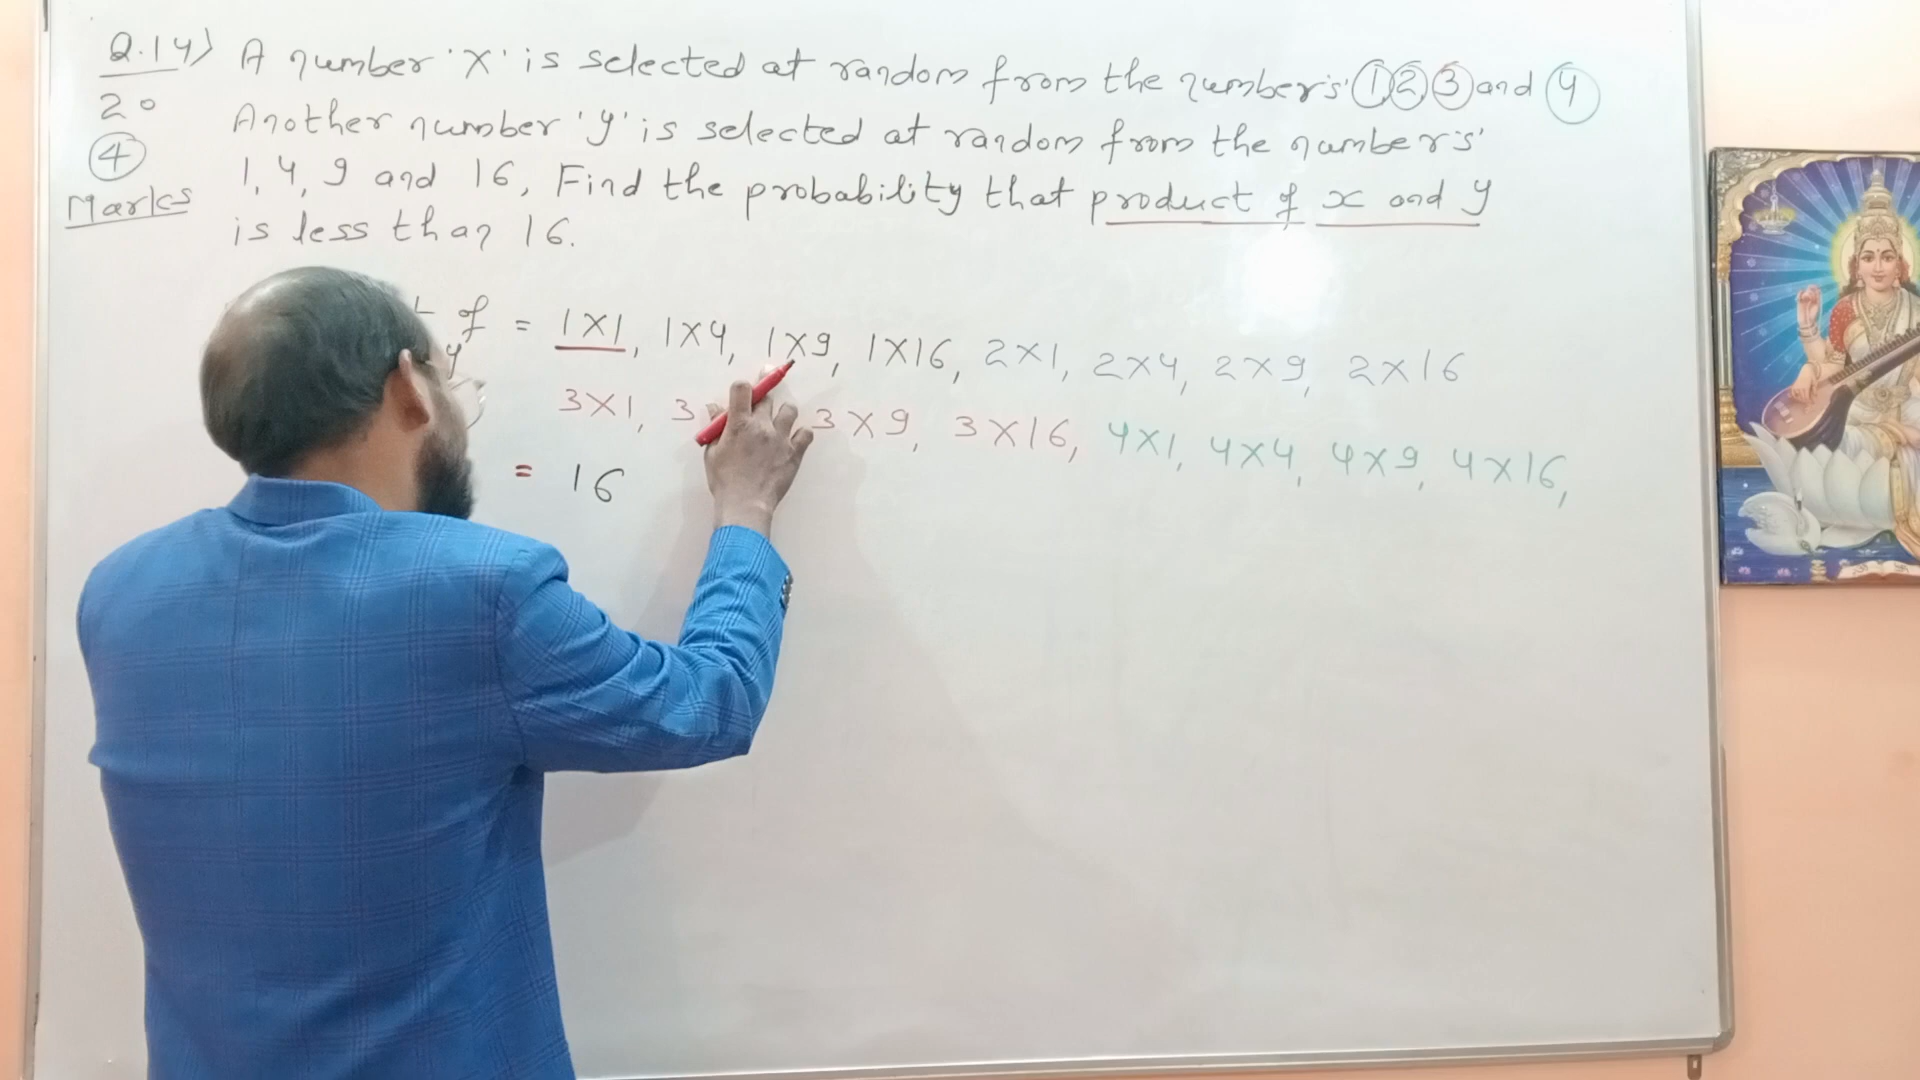 Q.14) A number 'X' is selected at random from the number's' 1, 2, 3 and 4
20 Another number 'y' is selected at random from the number's'
4 1, 4, 9 and 16, Find the probability that product of x and y
Marks is less than 16.
of = 1X1, 1X4, 1X9, 1X16, 2X1, 2X4, 2X9, 2X16
y 3X1, 3 3X9, 3X16, 4X1, 4X4, 4X9, 4X16,
= 16